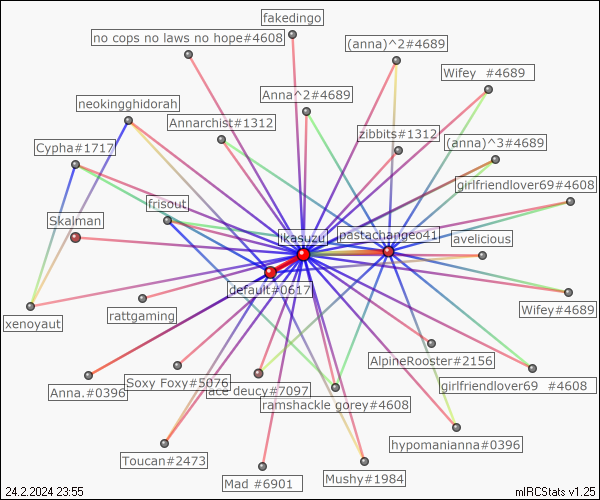 fakedingo
no cops no laws no hope#4608
(anna)^2#4689
Wifey #4689
Anna^2#4689
neokingghidorah
Annarchist#1312
zibbits#1312
(anna)^3#4689
Cypha#1717
girlfriendlover69#4608
frisout
Skalman
ikasuzu
pastachange041
avelicious
default#0617
rattgaming
Wifey#4689
xenoyaut
AlpineRooster#2156
Soxy Foxy#5076
ace deucy#7097
girlfriendlover69 #4608
Anna.#0396
ramshackle gorey#4608
hypomanianna#0396
Toucan#2473
Mad #6901
Mushy#1984
24.2.2024 23:55
mIRCStats v1.25